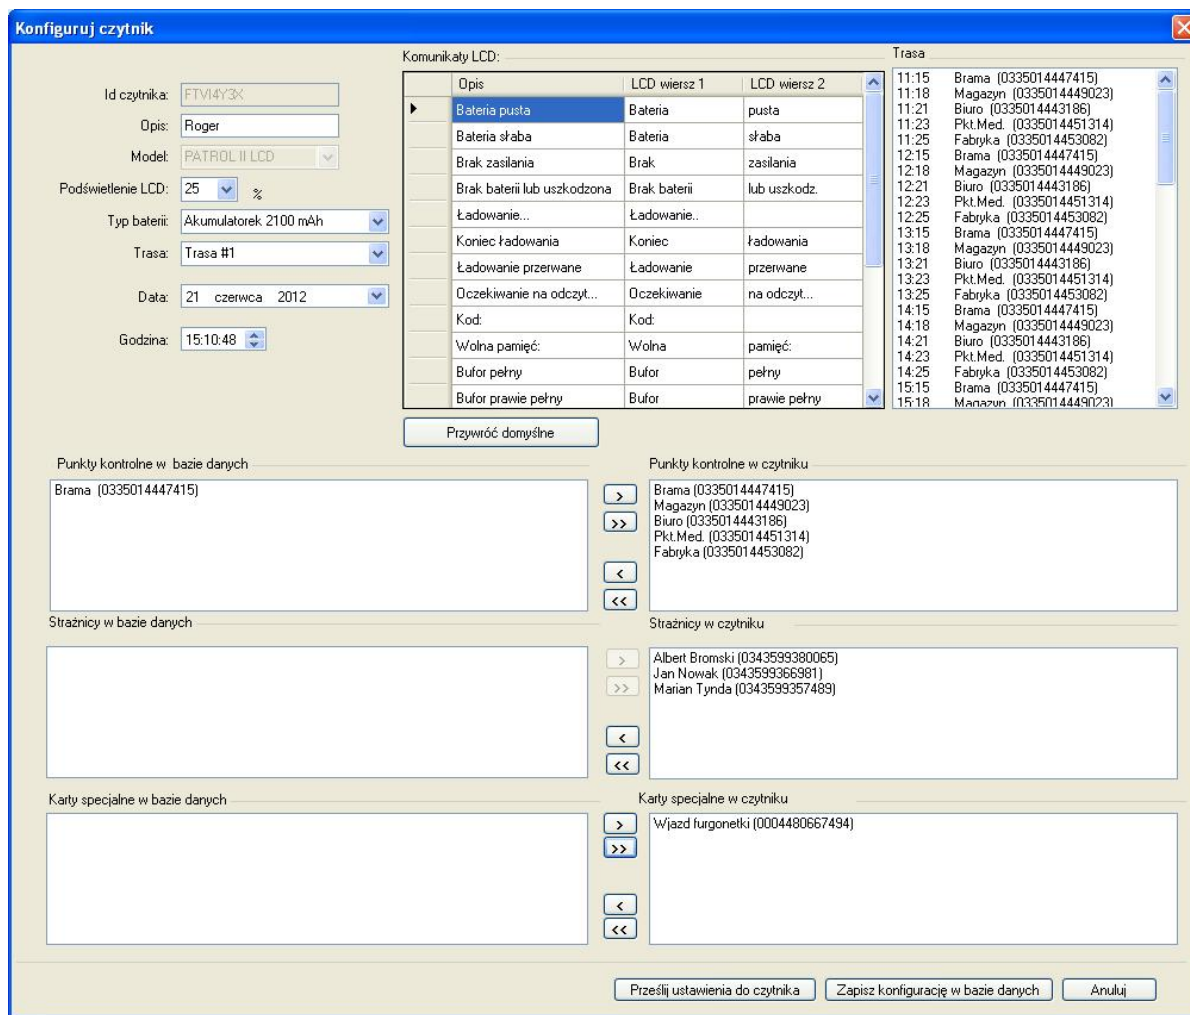 Konfiguruj czytnik
Id czytnika: FTVI4Y3X
Opis: Roger
Model: PATROL II LCD
Podświetlenie LCD: 25 %
Typ baterii: Akumulatorek 2100 mAh
Trasa: Trasa #1
Data: 21 czerwca 2012
Godzina: 15:10:48
Komunikaty LCD:
Opis LCD wiersz 1 LCD wiersz 2
Bateria pusta Bateria pusta
Bateria słaba Bateria słaba
Brak zasilania Brak zasilania
Brak baterii lub uszkodzona Brak baterii lub uszkodz.
Ładowanie... Ładowanie..
Koniec ładowania Koniec ładowania
Ładowanie przerwane Ładowanie przerwane
Oczekiwanie na odczyt... Oczekiwanie na odczyt...
Kod: Kod:
Wolna pamięć: Wolna pamięć:
Bufor pełny Bufor pełny
Bufor prawie pełny Bufor prawie pełny
Przywróć domyślne
Trasa
11:15 Brama (0335014447415)
11:18 Magazyn (0335014449023)
11:21 Biuro (0335014443186)
11:23 Pkt.Med. (0335014451314)
11:25 Fabryka (0335014453082)
12:15 Brama (0335014447415)
12:18 Magazyn (0335014449023)
12:21 Biuro (0335014443186)
12:23 Pkt.Med. (0335014451314)
12:25 Fabryka (0335014453082)
13:15 Brama (0335014447415)
13:18 Magazyn (0335014449023)
13:21 Biuro (0335014443186)
13:23 Pkt.Med. (0335014451314)
13:25 Fabryka (0335014453082)
14:15 Brama (0335014447415)
14:18 Magazyn (0335014449023)
14:21 Biuro (0335014443186)
14:23 Pkt.Med. (0335014451314)
14:25 Fabryka (0335014453082)
15:15 Brama (0335014447415)
15:18 Magazyn (0335014449023)
Punkty kontrolne w bazie danych
Brama (0335014447415)
>
>>
<
<<
Punkty kontrolne w czytniku
Brama (0335014447415)
Magazyn (0335014449023)
Biuro (0335014443186)
Pkt.Med. (0335014451314)
Fabryka (0335014453082)
Strażnicy w bazie danych
>
>>
<
<<
Strażnicy w czytniku
Albert Bromski (0343599380065)
Jan Nowak (0343599366981)
Marian Tynda (0343599357489)
Karty specjalne w bazie danych
>
>>
<
<<
Karty specjalne w czytniku
Wjazd furgonetki (0004480667494)
Prześlij ustawienia do czytnika
Zapisz konfigurację w bazie danych
Anuluj